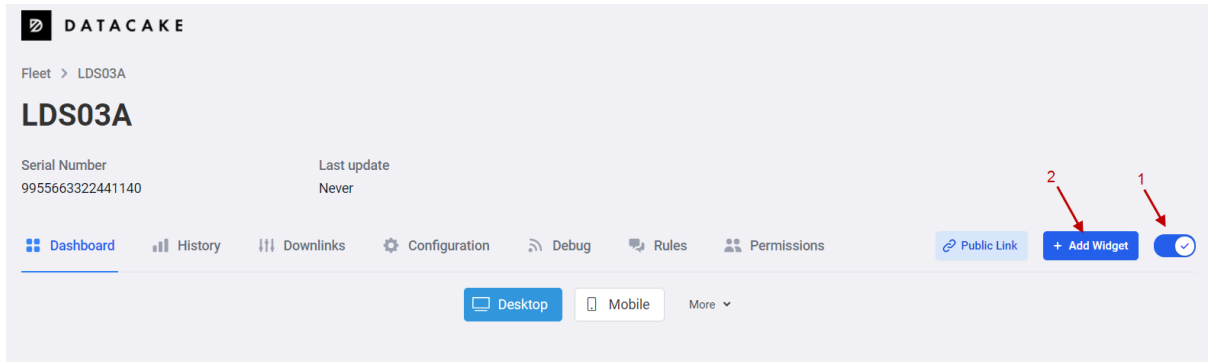 DATACAKE
Fleet > LDS03A
LDS03A
Serial Number Last update
9955663322441140 Never
2 1
Dashboard History Downlinks Configuration Debug Rules Permissions Public Link + Add Widget
Desktop Mobile More